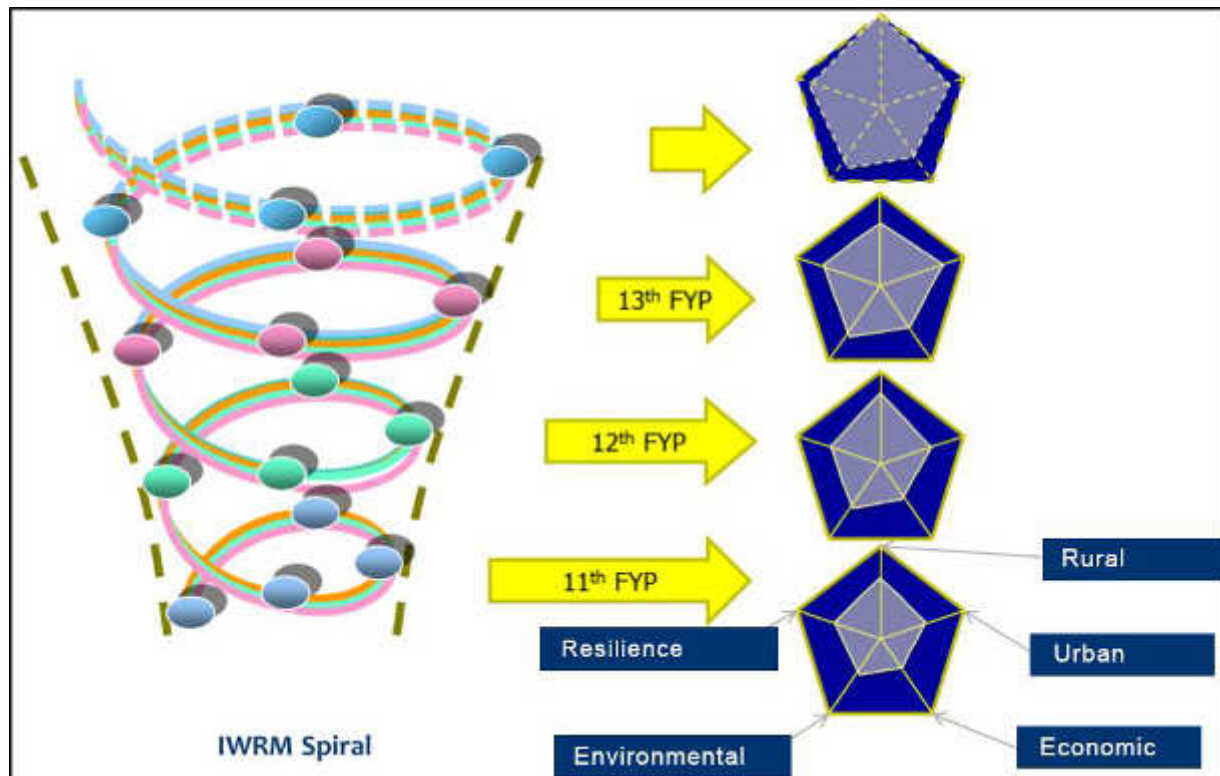 13th FYP
12th FYP
11th FYP
Rural
Resilience
Urban
Environmental
Economic
IWRM Spiral